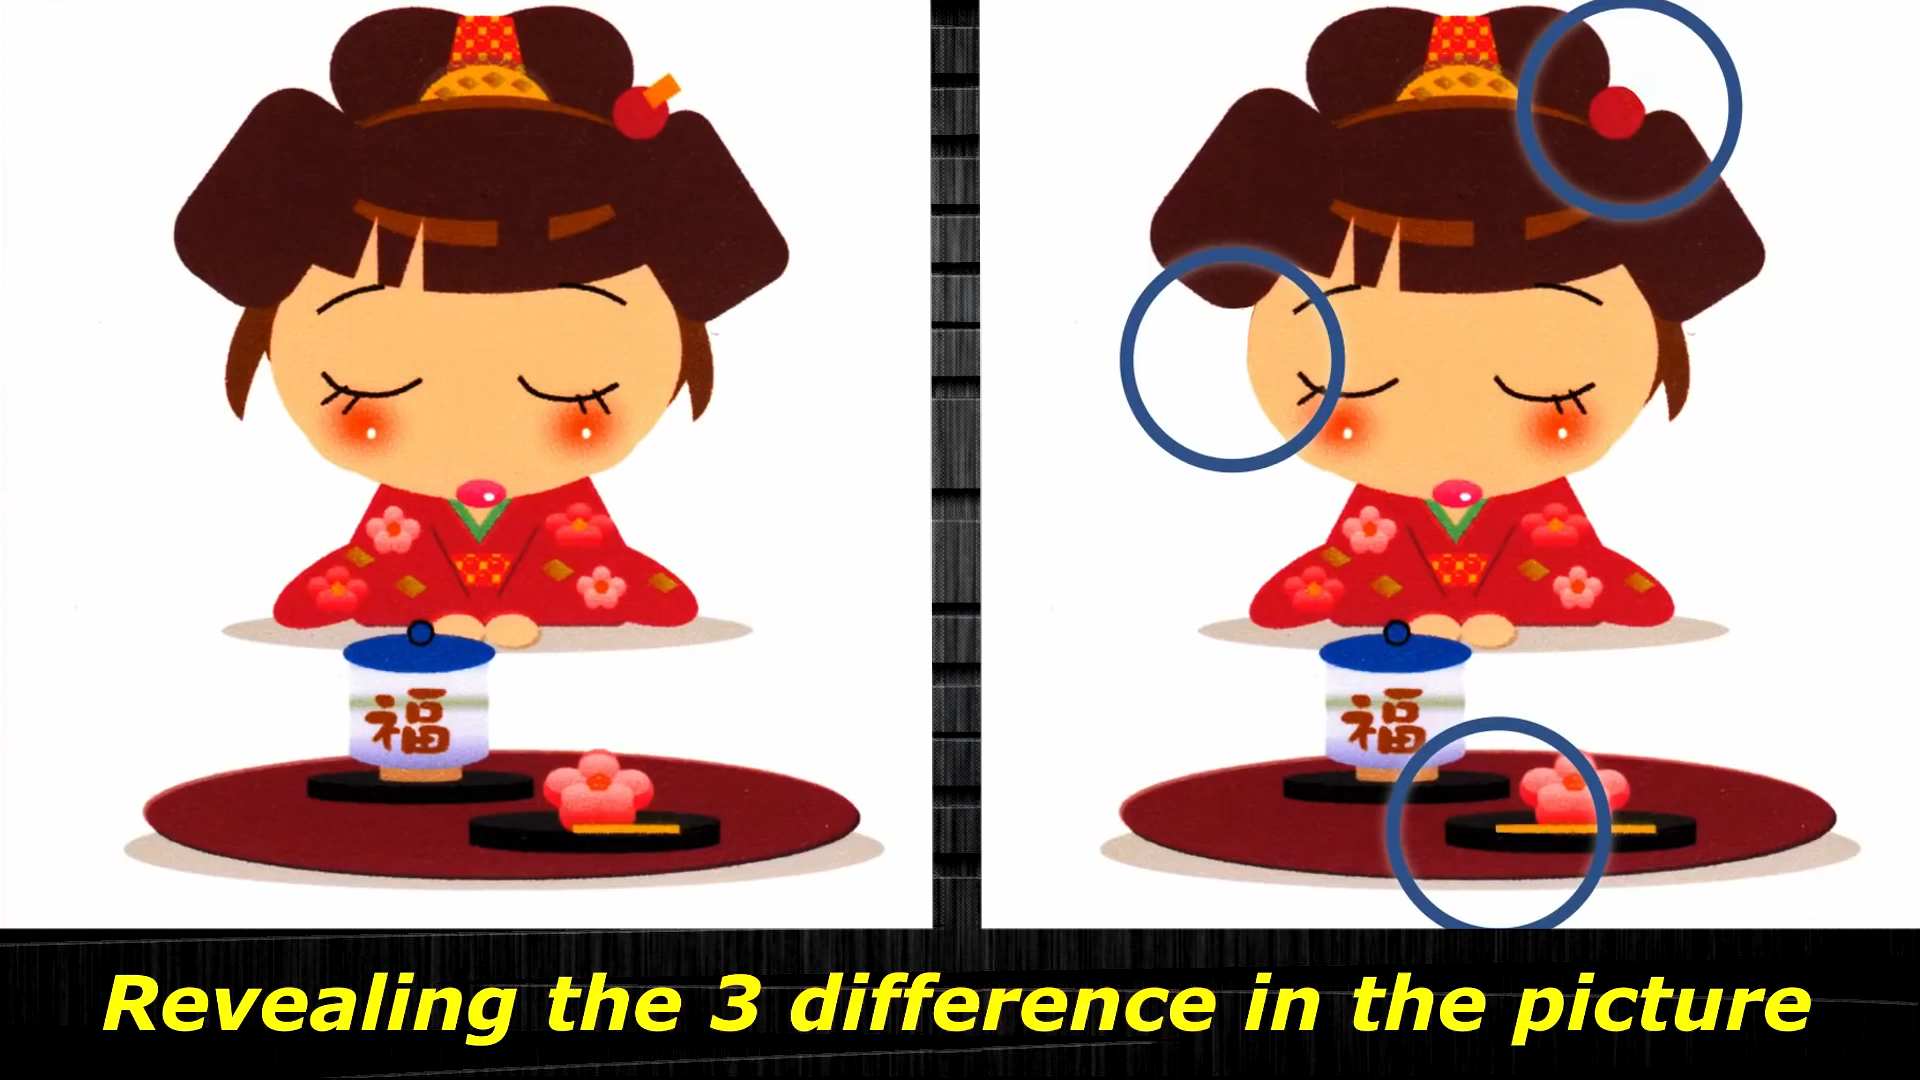 福
福
Revealing the 3 difference in the picture